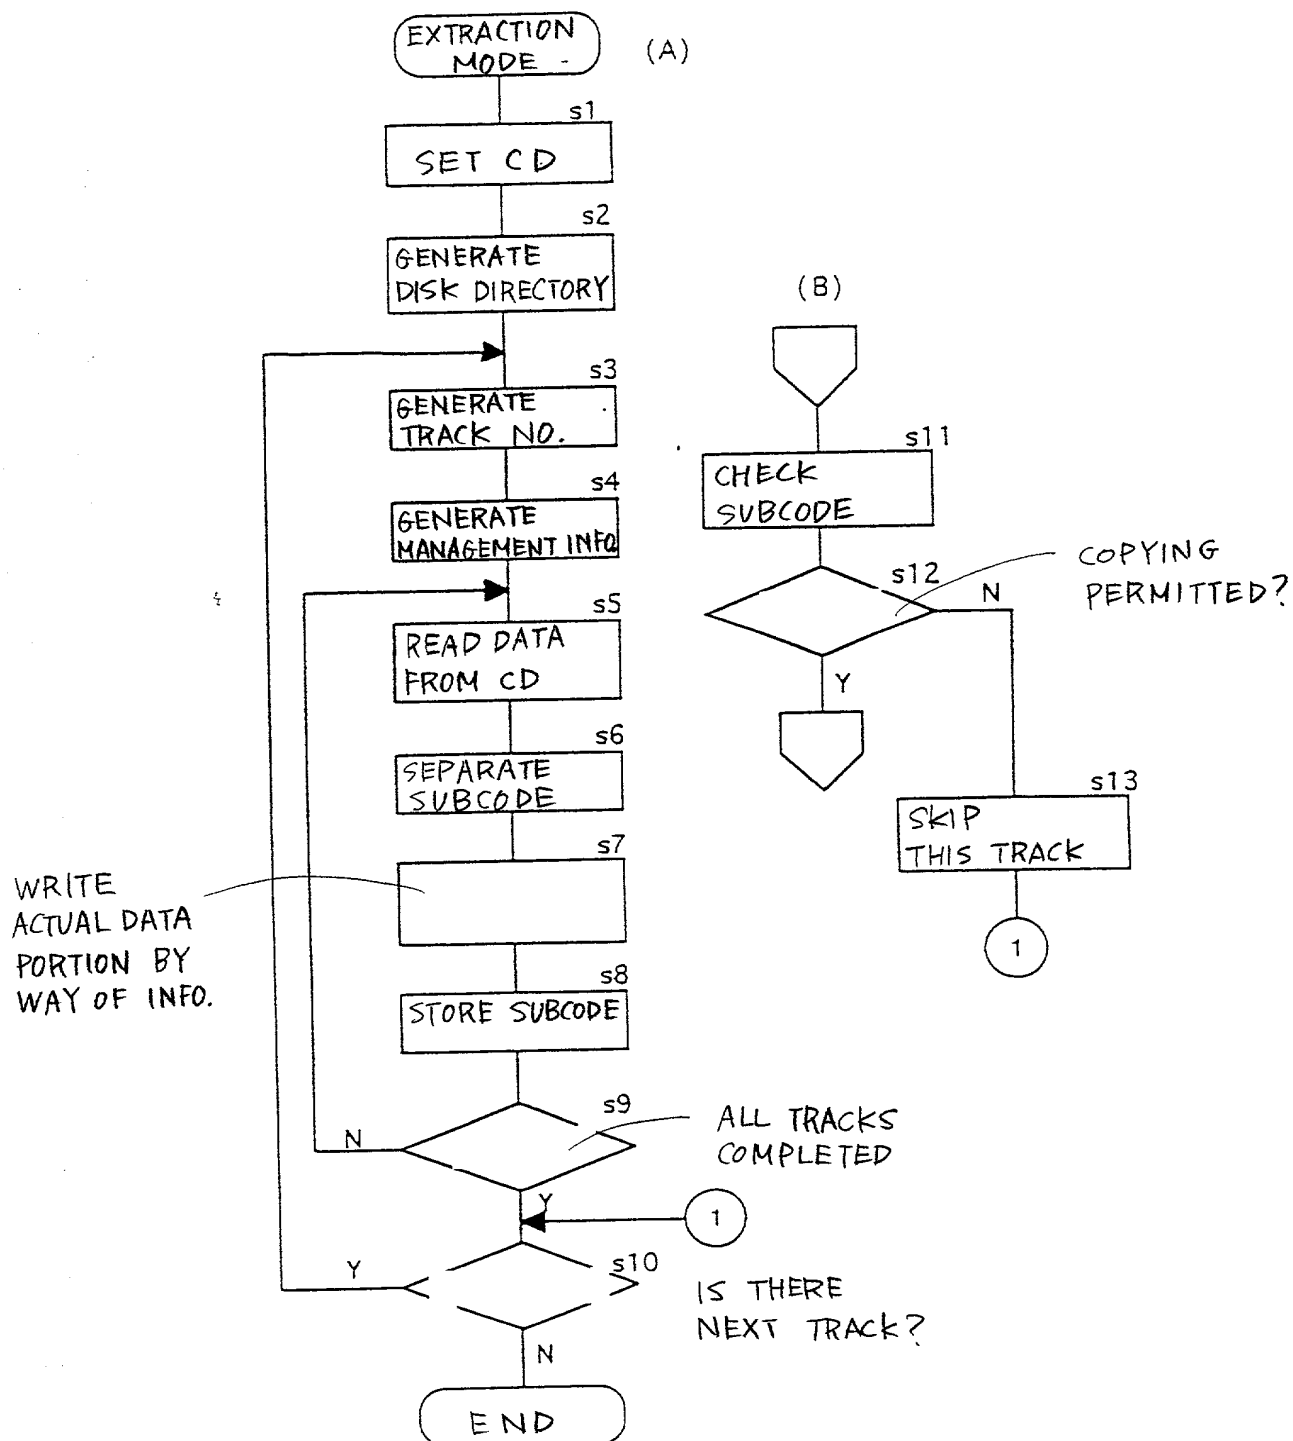 EXTRACTION
MODE
(A)
s1
SET CD
s2
GENERATE
DISK DIRECTORY
s3
GENERATE
TRACK NO.
s4
GENERATE
MANAGEMENT INFO.
s5
READ DATA
FROM CD
s6
SEPARATE
SUBCODE
s7
WRITE
ACTUAL DATA
PORTION BY
WAY OF INFO.
s8
STORE SUBCODE
s9
ALL TRACKS
COMPLETED
N
Y
1
s10
IS THERE
NEXT TRACK?
Y
N
END
(B)
s11
CHECK
SUBCODE
s12
COPYING
PERMITTED?
N
Y
s13
SKIP
THIS TRACK
1